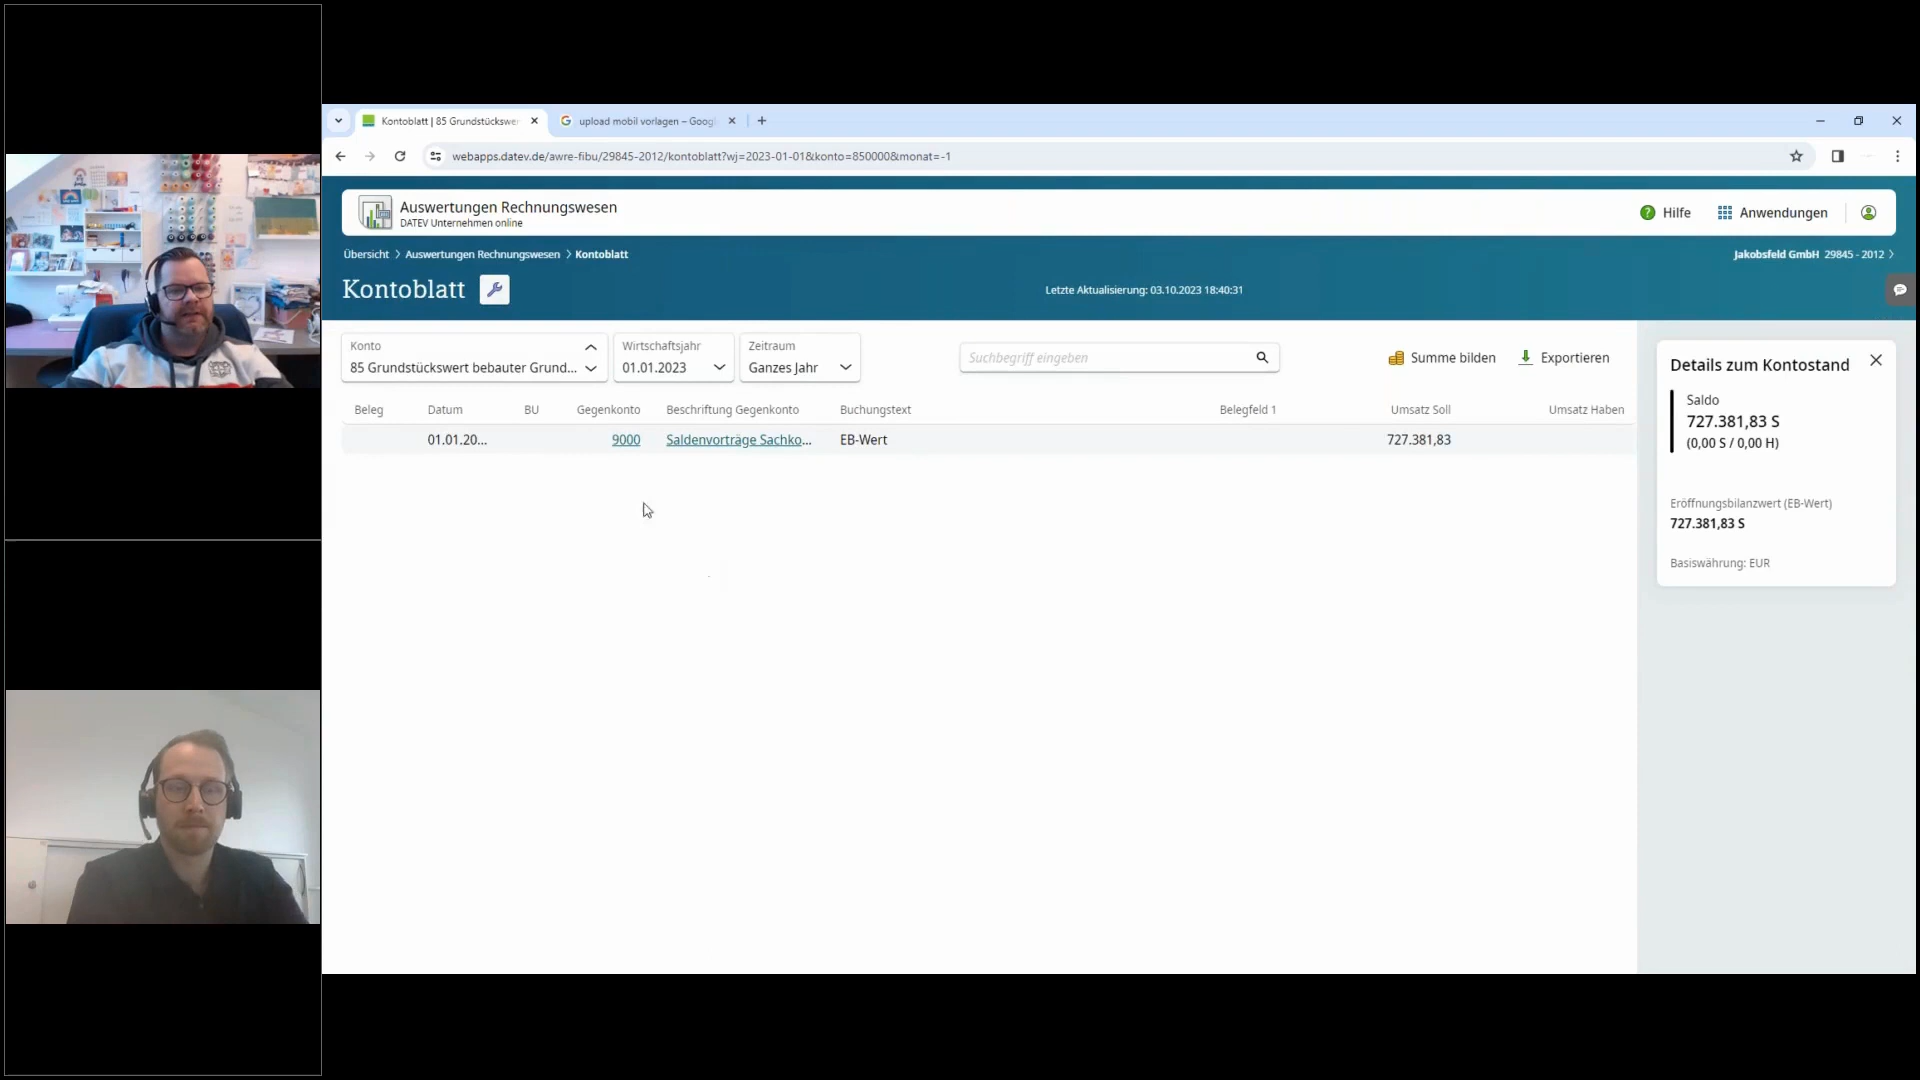 Kontoblatt | 85 Grundstückswer
upload mobil vorlagen – Googl
webapps.datev.de/awre-fibu/29845-2012/kontoblatt?wj=2023-01-01&konto=850000&monat=-1
Auswertungen Rechnungswesen
DATEV Unternehmen online
Hilfe
Anwendungen
Übersicht > Auswertungen Rechnungswesen > Kontoblatt
Jakobsfeld GmbH 29845 - 2012 >
Kontoblatt
Letzte Aktualisierung: 03.10.2023 18:40:31
Konto
85 Grundstückswert bebauter Grund...
Wirtschaftsjahr
01.01.2023
Zeitraum
Ganzes Jahr
Suchbegriff eingeben
Summe bilden
Exportieren
Beleg Datum BU Gegenkonto Beschriftung Gegenkonto Buchungstext Belegfeld 1 Umsatz Soll Umsatz Haben
01.01.20... 9000 Saldenvorträge Sachko... EB-Wert 727.381,83
Details zum Kontostand
Saldo
727.381,83 S
(0,00 S / 0,00 H)
Eröffnungsbilanzwert (EB-Wert)
727.381,83 S
Basiswährung: EUR